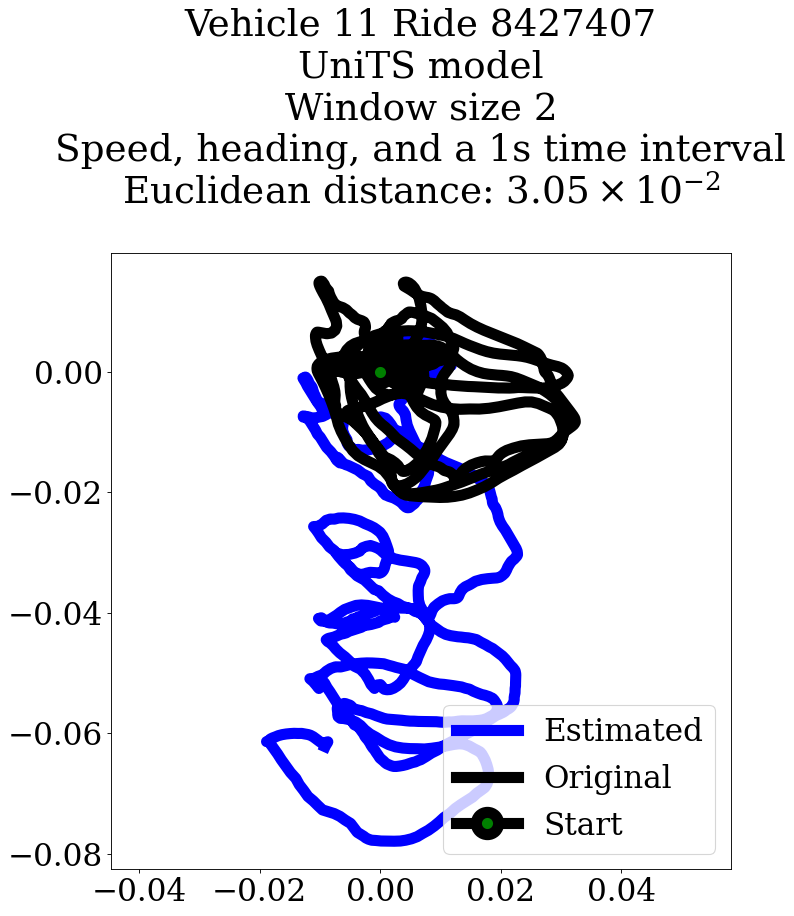 Vehicle 11 Ride 8427407
UniTS model
Window size 2
Speed, heading, and a 1s time interval
Euclidean distance: 3.05 × 10⁻²
0.00
−0.02
−0.04
−0.06
−0.08
−0.04
−0.02
0.00
0.02
0.04
Estimated
Original
Start